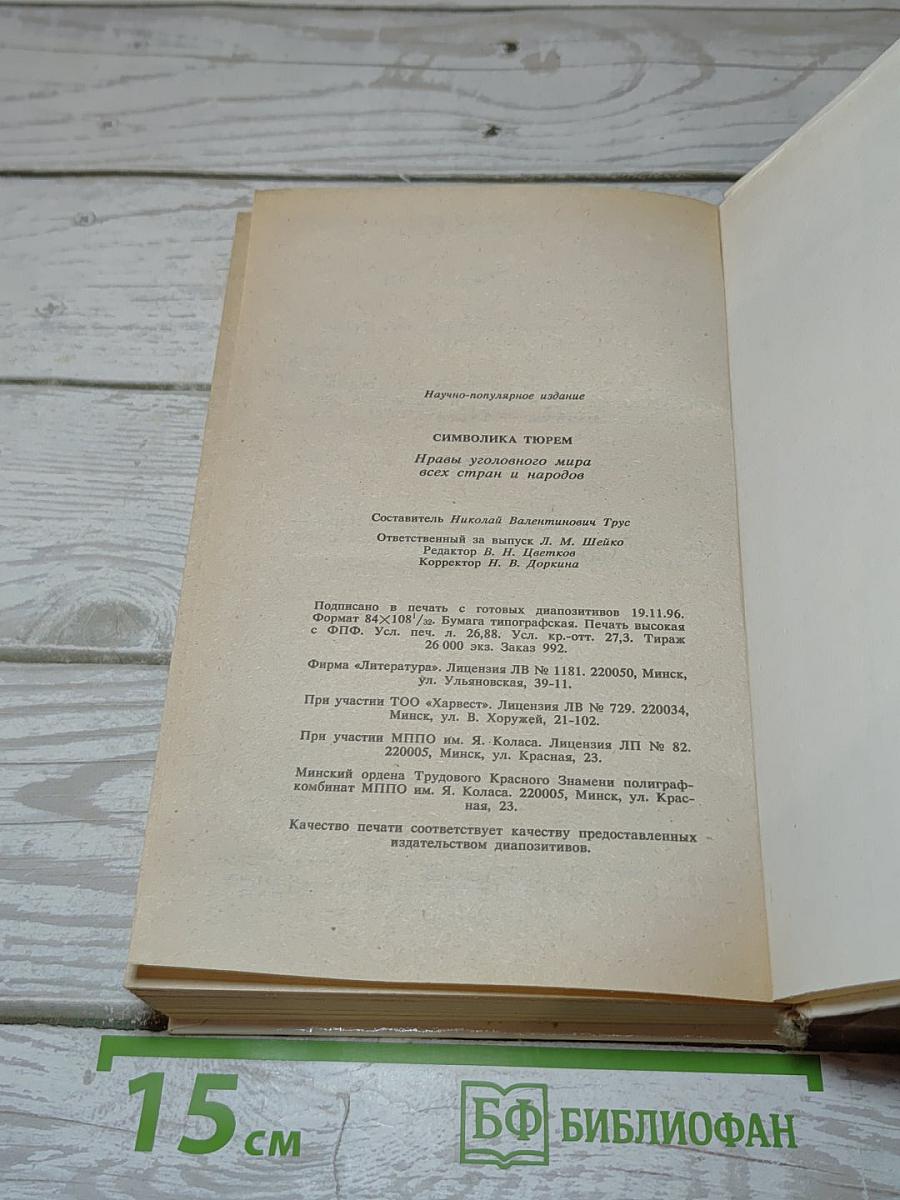 Научно-популярное издание
СИМВОЛИКА ТЮРЕМ
Нравы уголовного мира
всех стран и народов
Составитель Николай Валентинович Трус
Ответственный за выпуск Л. М. Шейко
Редактор В. Н. Цветков
Корректор Н. В. Доркина
Подписано в печать с готовых диапозитивов 19.11.96.
Формат 84×108¹/₃₂. Бумага типографская. Печать высокая
с ФПФ. Усл. печ. л. 26,88. Усл. кр.-отт. 27,3. Тираж
26 000 экз. Заказ 992.
Фирма «Литература». Лицензия ЛВ № 1181. 220050, Минск,
ул. Ульяновская, 39-11.
При участии ТОО «Харвест». Лицензия ЛВ № 729. 220034,
Минск, ул. В. Хоружей, 21-102.
При участии МППО им. Я. Коласа. Лицензия ЛП № 82.
220005, Минск, ул. Красная, 23.
Минский ордена Трудового Красного Знамени полиграф-
комбинат МППО им. Я. Коласа. 220005, Минск, ул. Крас-
ная, 23.
Качество печати соответствует качеству предоставленных
издательством диапозитивов.
15 см
БФ БИБЛИОФАН